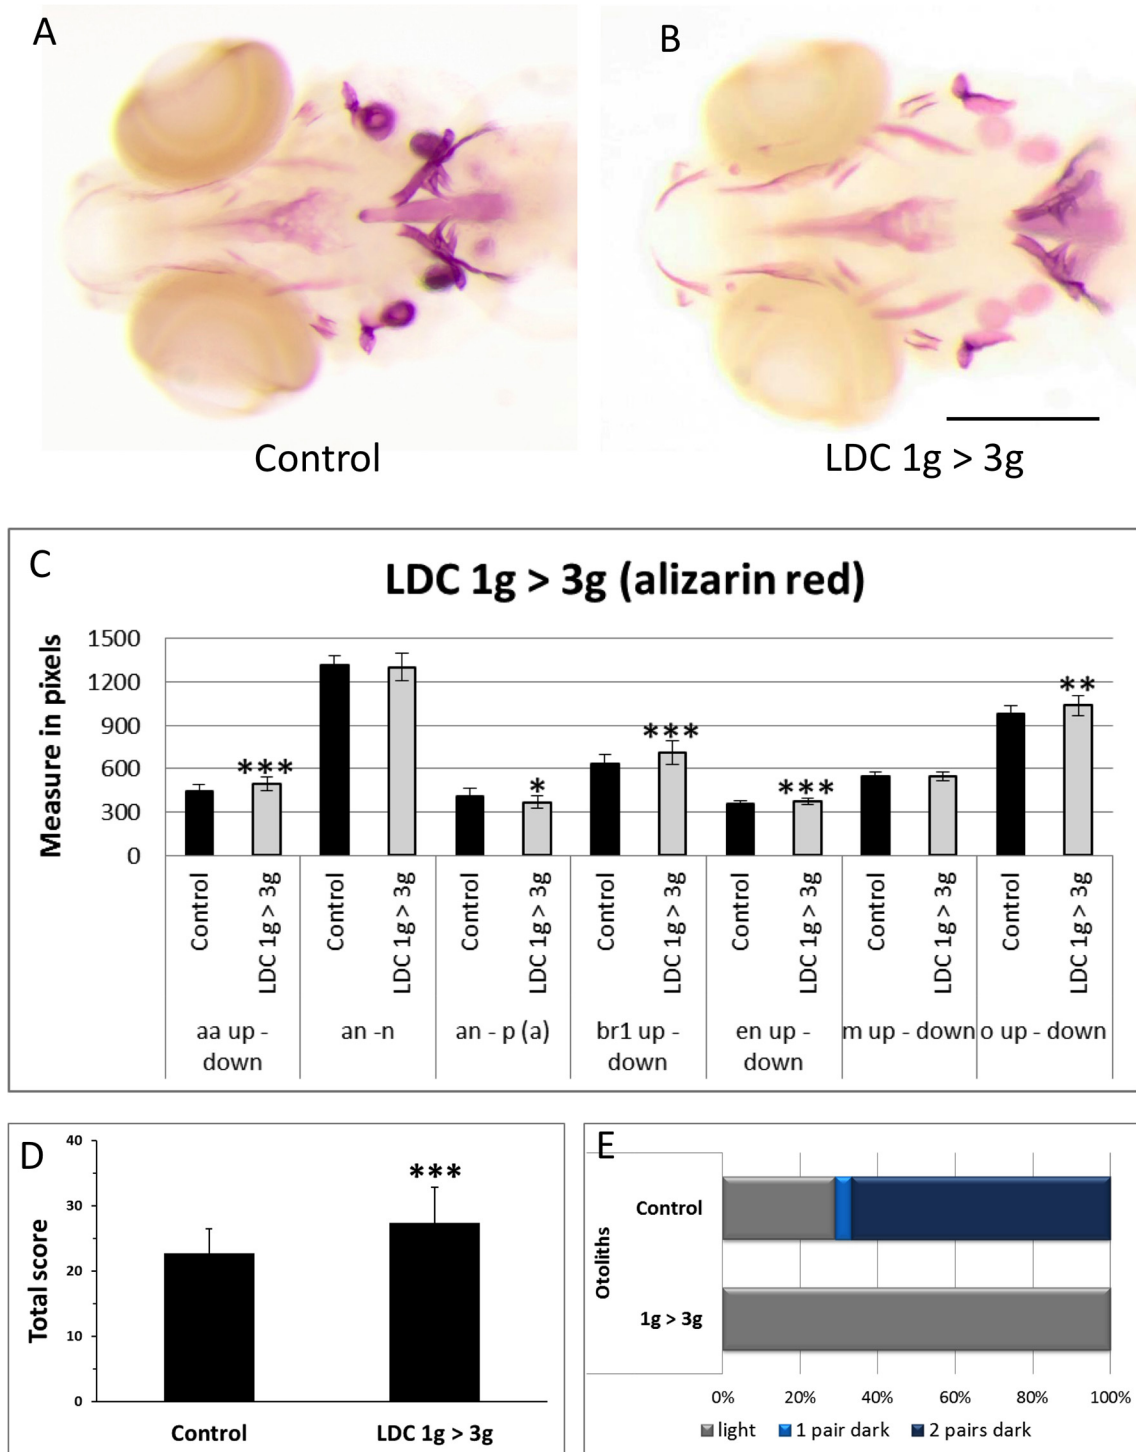 A
B
Control
LDC 1g > 3g
C
LDC 1g > 3g (alizarin red)
Measure in pixels
1500
1200
900
600
300
0
***
*
***
***
**
Control
LDC 1g > 3g
Control
LDC 1g > 3g
Control
LDC 1g > 3g
Control
LDC 1g > 3g
Control
LDC 1g > 3g
Control
LDC 1g > 3g
Control
LDC 1g > 3g
aa up -
down
an -n
an - p (a)
br1 up -
down
en up -
down
m up - down
o up - down
D
Total score
40
30
20
10
0
***
Control
LDC 1g > 3g
E
Otoliths
Control
1g > 3g
0%
20%
40%
60%
80%
100%
light
1 pair dark
2 pairs dark